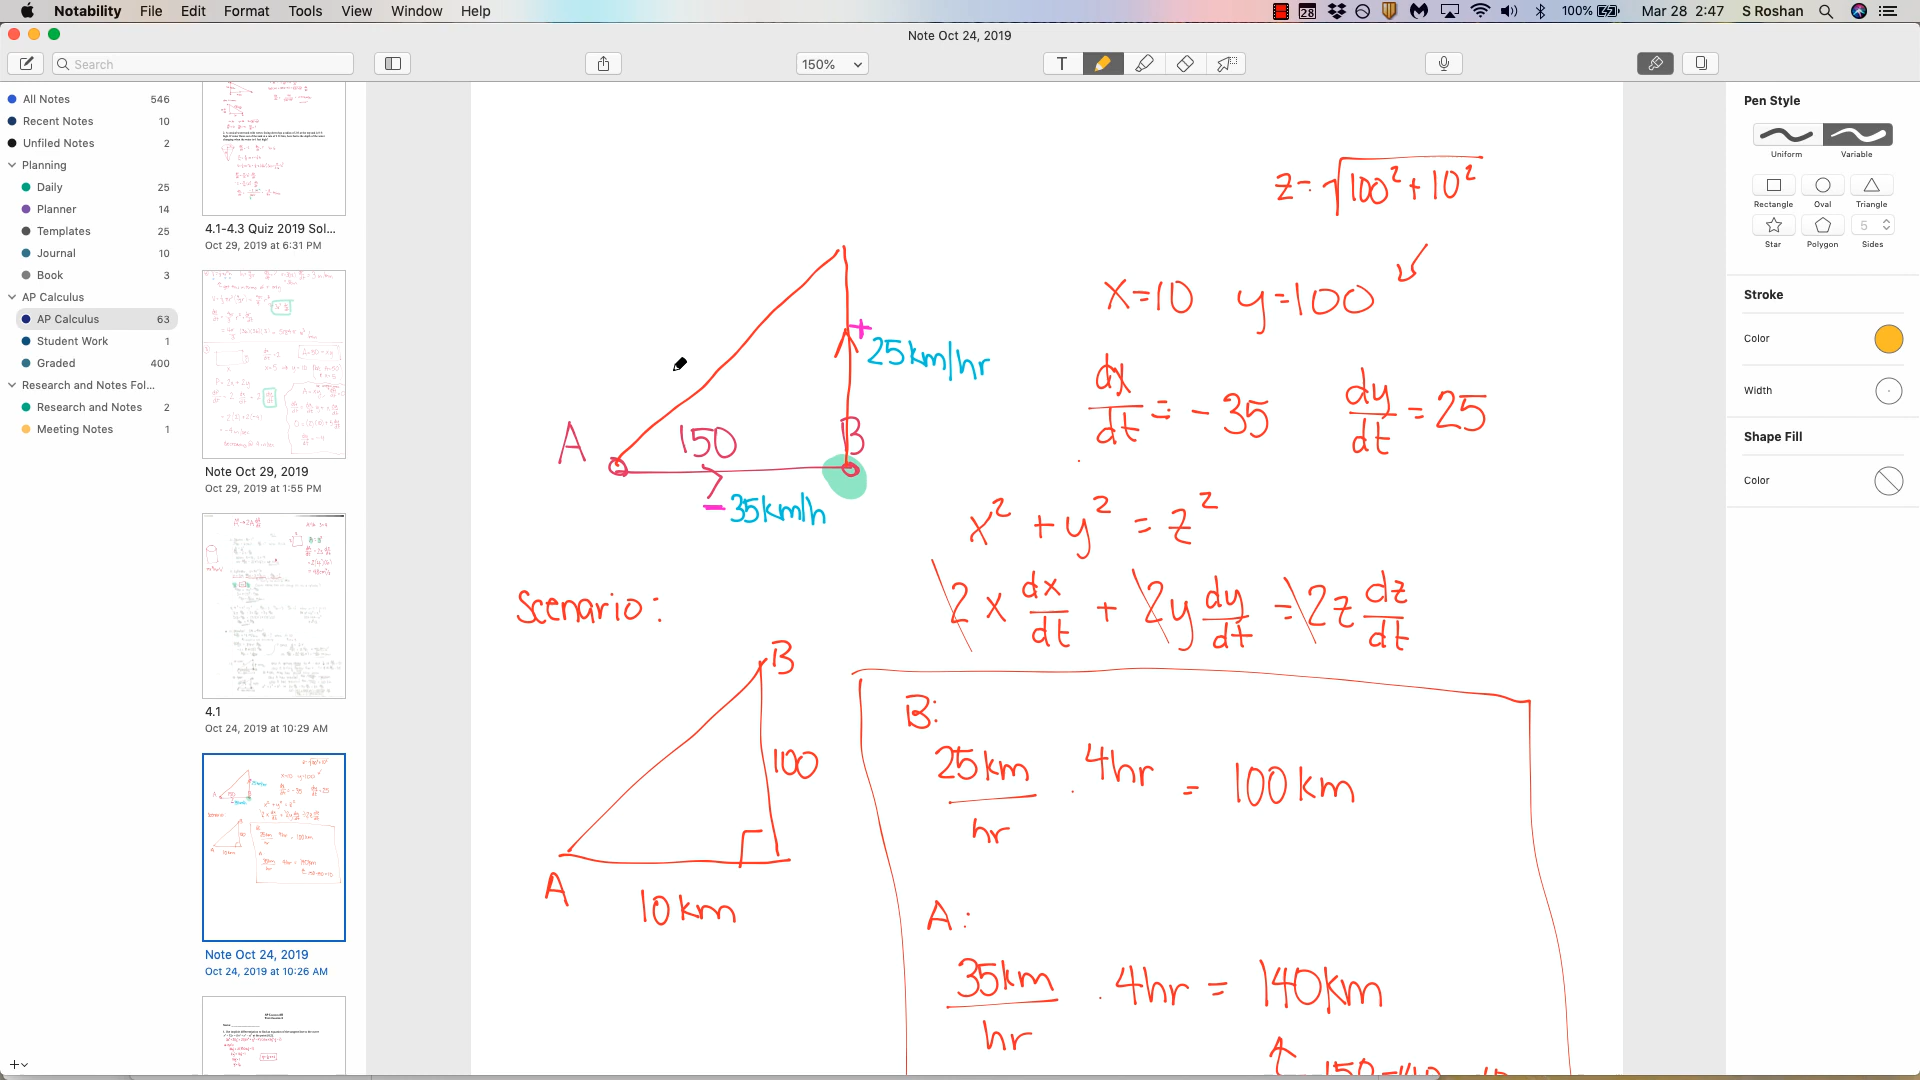 Notability File Edit Format Tools View Window Help
28 100% Mar 28 2:47 S Roshan
Note Oct 24, 2019
Search 150% T
All Notes 546
Recent Notes 10
Unfiled Notes 2
Planning
Daily 25
Planner 14
Templates 25
Journal 10
Book 3
AP Calculus
AP Calculus 63
Student Work 1
Graded 400
Research and Notes Fol...
Research and Notes 2
Meeting Notes 1
4.1-4.3 Quiz 2019 Sol...
Oct 29, 2019 at 6:31 PM
Note Oct 29, 2019
Oct 29, 2019 at 1:55 PM
4.1
Oct 24, 2019 at 10:29 AM
Note Oct 24, 2019
Oct 24, 2019 at 10:26 AM
z = √100² + 10²
x=10 y=100
+
25km/hr
dx/dt = -35 dy/dt = 25
A 150 B
- 35km/h
x² + y² = z²
Scenario:
2x dx/dt + 2y dy/dt = 2z dz/dt
B
100
A
10km
B:
25km/hr · 4hr = 100km
A:
35km/hr · 4hr = 140km
Pen Style
Uniform Variable
Rectangle Oval Triangle
5
Star Polygon Sides
Stroke
Color
Width
Shape Fill
Color